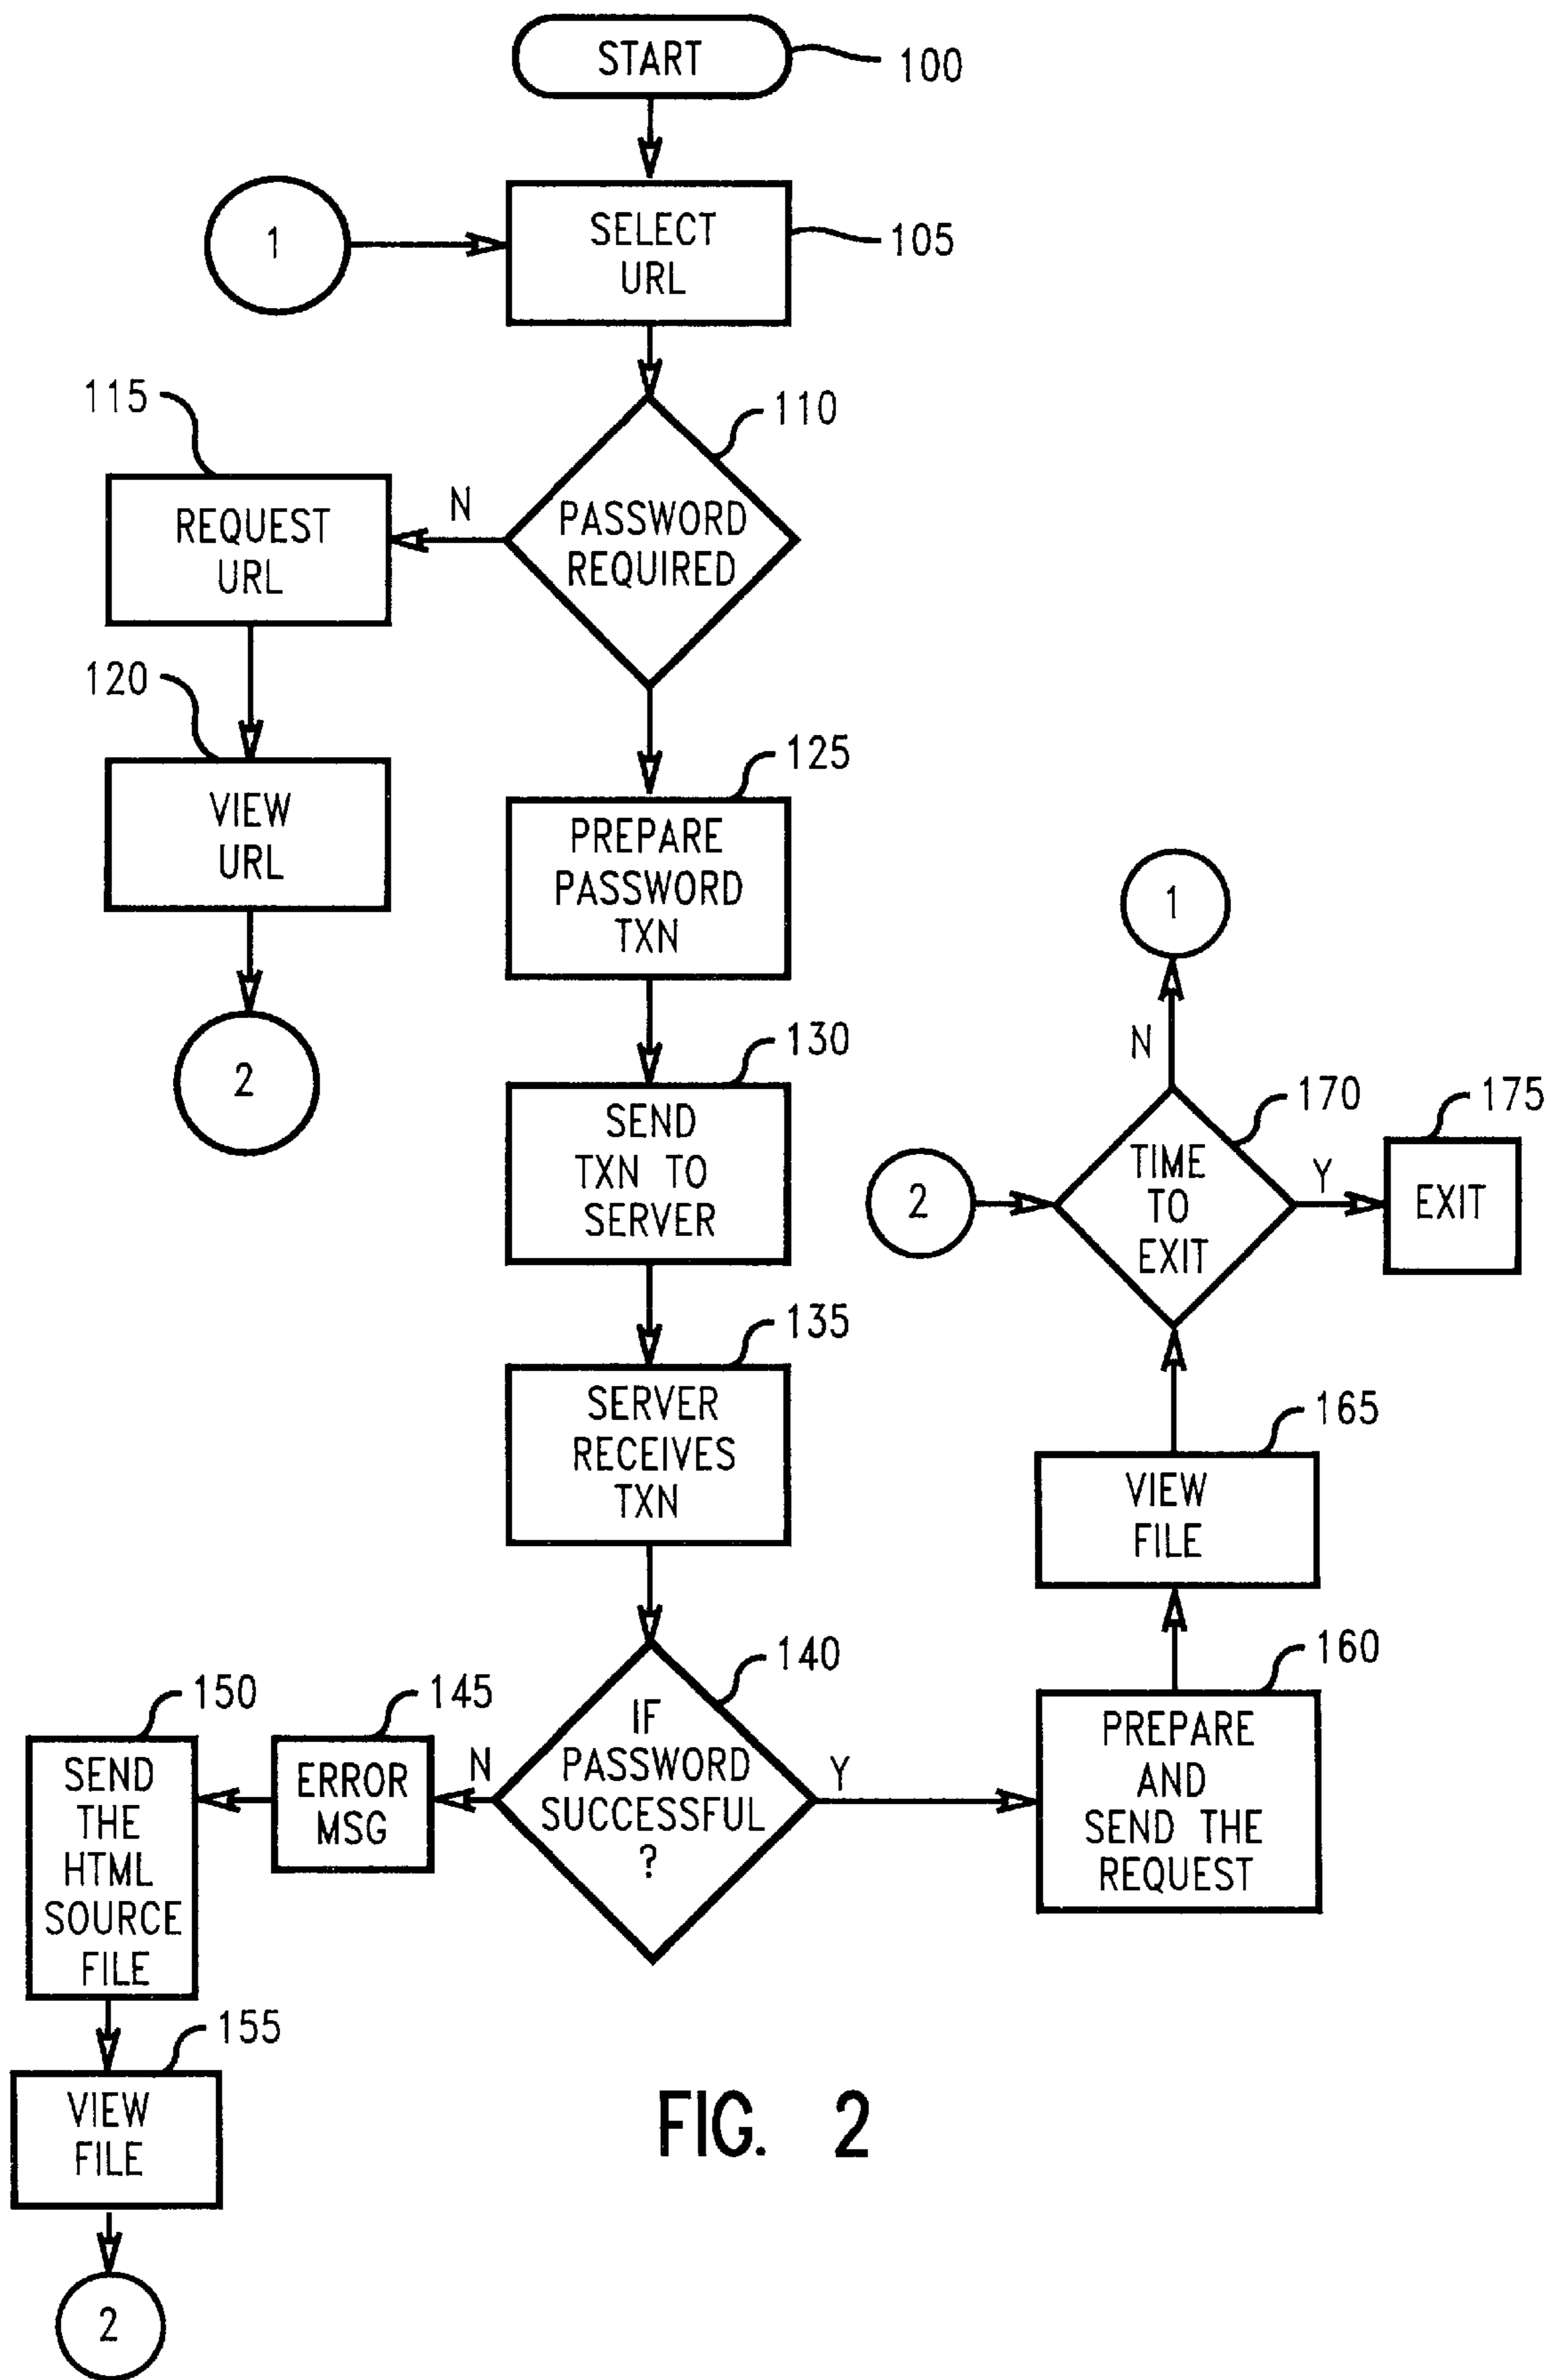 START
100
1
SELECT
URL
105
110
PASSWORD
REQUIRED
N
115
REQUEST
URL
120
VIEW
URL
2
125
PREPARE
PASSWORD
TXN
130
SEND
TXN TO
SERVER
135
SERVER
RECEIVES
TXN
140
IF
PASSWORD
SUCCESSFUL
?
N
145
ERROR
MSG
150
SEND
THE
HTML
SOURCE
FILE
155
VIEW
FILE
2
Y
160
PREPARE
AND
SEND THE
REQUEST
165
VIEW
FILE
2
170
TIME
TO
EXIT
N
1
Y
175
EXIT
FIG. 2